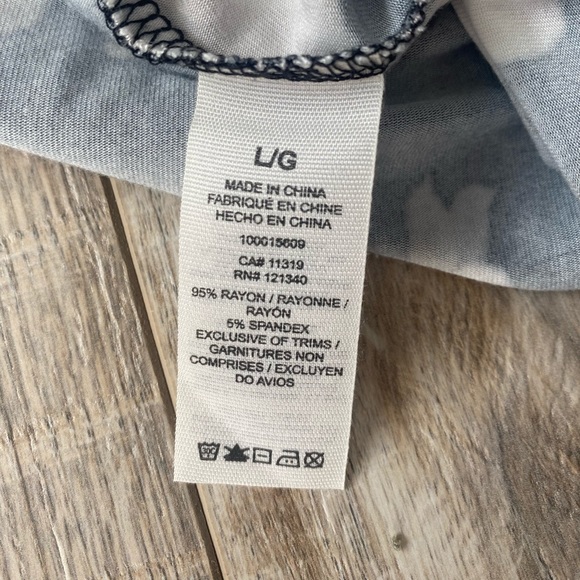 L/G
MADE IN CHINA
FABRIQUÉ EN CHINE
HECHO EN CHINA
100015609
CA# 11319
RN# 121340
95% RAYON / RAYONNE /
RAYÓN
5% SPANDEX
EXCLUSIVE OF TRIMS /
GARNITURES NON
COMPRISES / EXCLUYEN
DO AVIOS